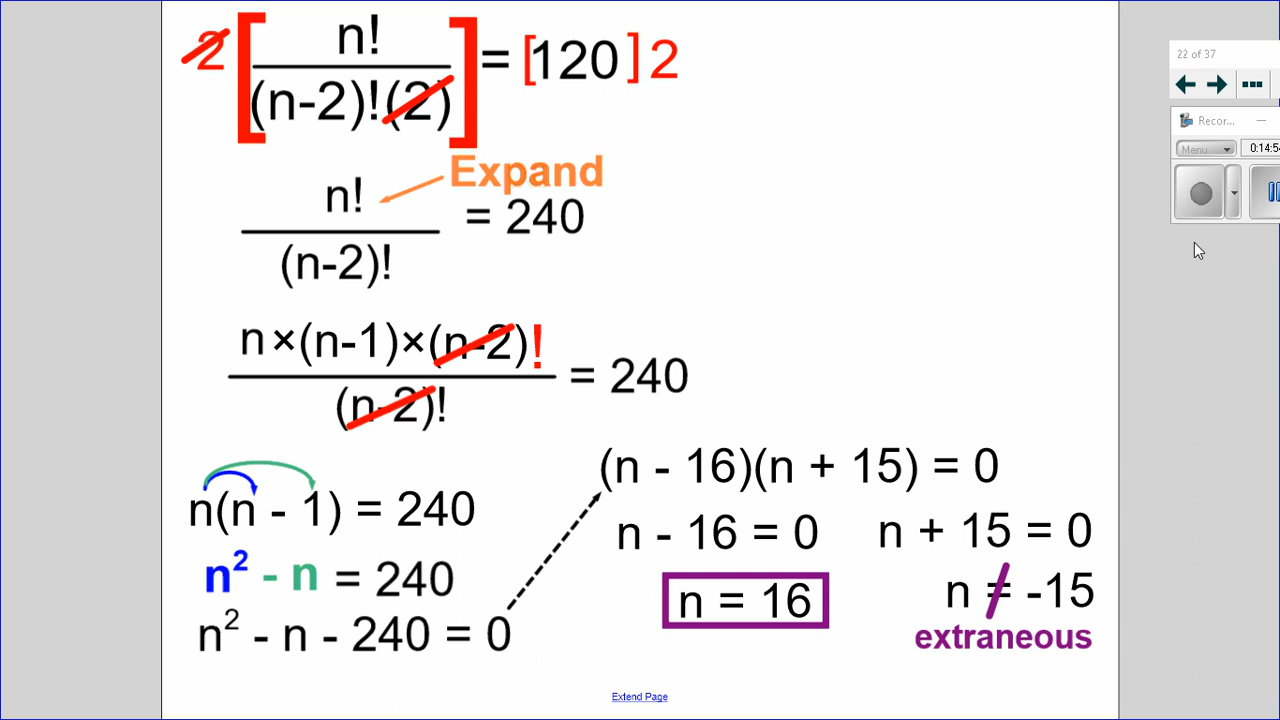 2[ n! / (n-2)!(2) ] = [120]2
Expand
n! / (n-2)! = 240
n×(n-1)×(n-2)! / (n-2)! = 240
n(n - 1) = 240
n² - n = 240
n² - n - 240 = 0
(n - 16)(n + 15) = 0
n - 16 = 0
n + 15 = 0
n = 16
n ≠ -15
extraneous
Extend Page
22 of 37
Recor...
Menu
0:14:5